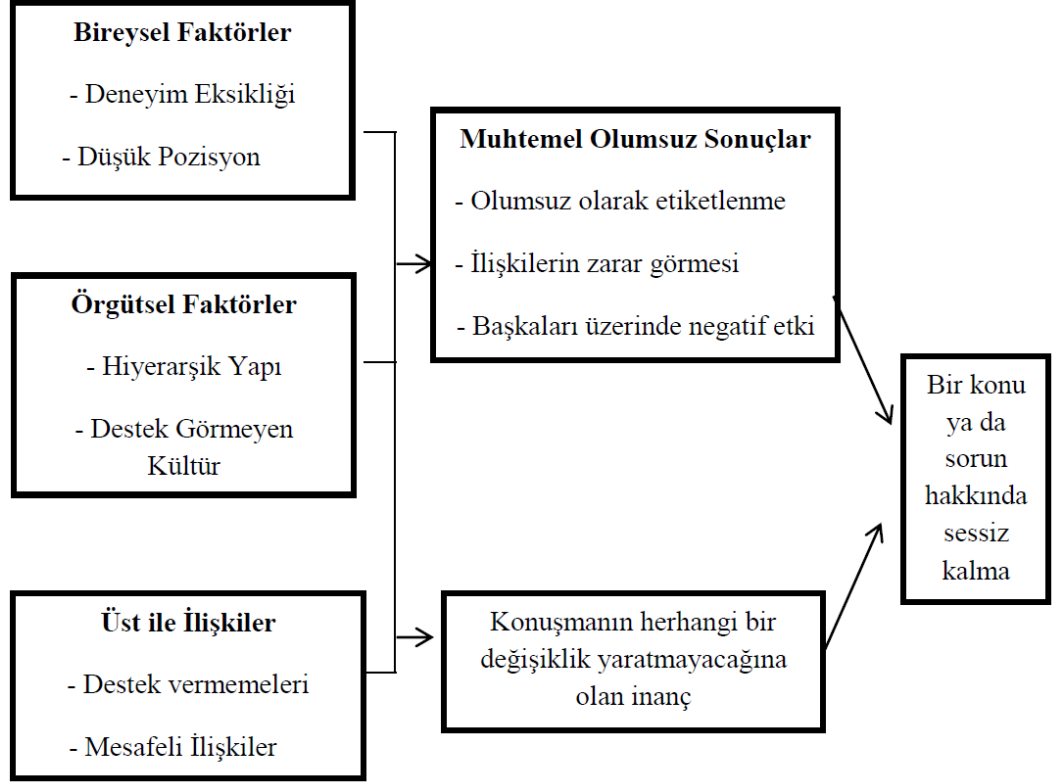 Bireysel Faktörler
- Deneyim Eksikliği
- Düşük Pozisyon
Örgütsel Faktörler
- Hiyerarşik Yapı
- Destek Görmeyen
Kültür
Üst ile İlişkiler
- Destek vermemeleri
- Mesafeli İlişkiler
Muhtemel Olumsuz Sonuçlar
- Olumsuz olarak etiketlenme
- İlişkilerin zarar görmesi
- Başkaları üzerinde negatif etki
Konuşmanın herhangi bir
değişiklik yaratmayacağına
olan inanç
Bir konu
ya da
sorun
hakkında
sessiz
kalma